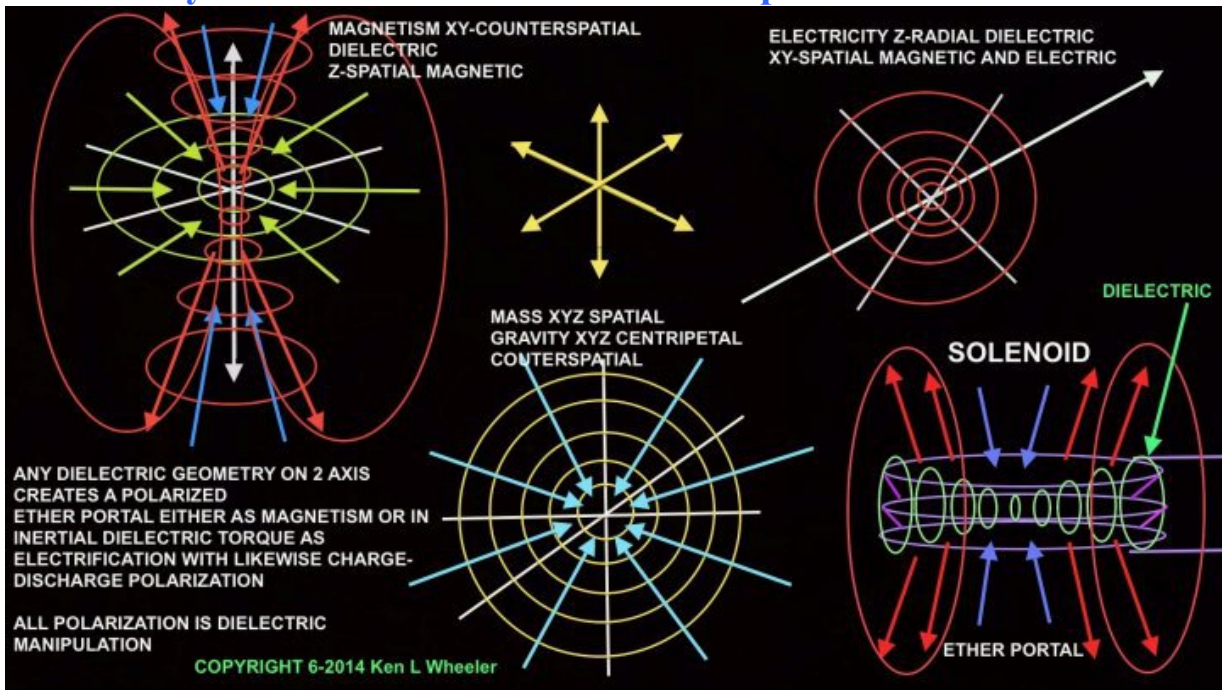 MAGNETISM XY-COUNTERSPATIAL
DIELECTRIC
Z-SPATIAL MAGNETIC
ELECTRICITY Z-RADIAL DIELECTRIC
XY-SPATIAL MAGNETIC AND ELECTRIC
MASS XYZ SPATIAL
GRAVITY XYZ CENTRIPETAL
COUTERSPATIAL
DIELECTRIC
SOLENOID
ETHER PORTAL
ANY DIELECTRIC GEOMETRY ON 2 AXIS
CREATES A POLARIZED
ETHER PORTAL EITHER AS MAGNETISM OR IN
INERTIAL DIELECTRIC TORQUE AS
ELECTRIFICATION WITH LIKEWISE CHARGE-
DISCHARGE POLARIZATION
ALL POLARIZATION IS DIELECTRIC
MANIPULATION
COPYRIGHT 6-2014 Ken L Wheeler